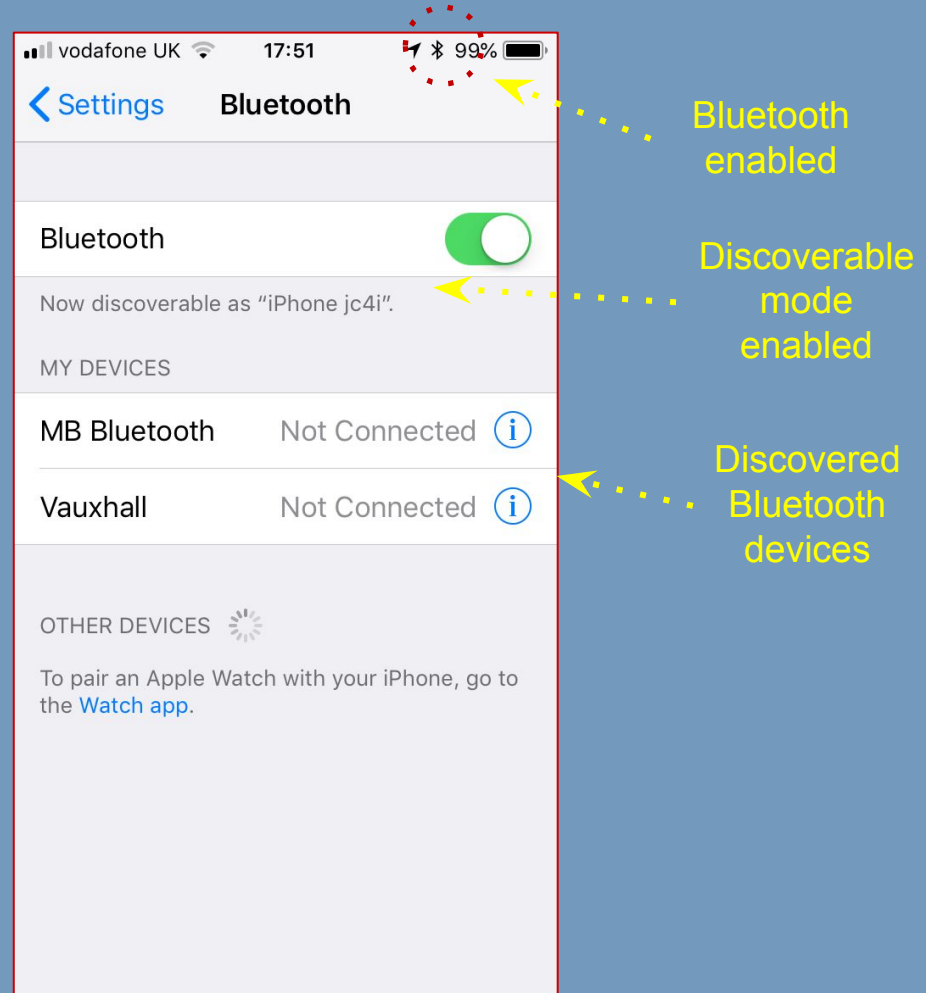 vodafone UK 17:51 99%
Settings Bluetooth
Bluetooth
enabled
Bluetooth
Now discoverable as “iPhone jc4i”.
Discoverable
mode
enabled
MY DEVICES
MB Bluetooth Not Connected i
Vauxhall Not Connected i
Discovered
Bluetooth
devices
OTHER DEVICES
To pair an Apple Watch with your iPhone, go to
the Watch app.